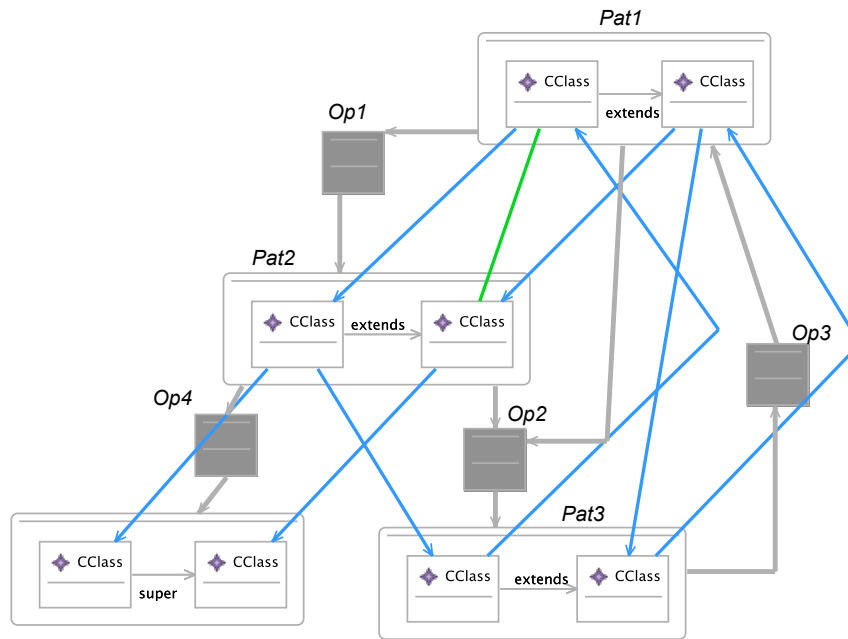 Pat1
CClass
CClass
extends
Op1
Pat2
CClass
extends
CClass
Op3
Op4
Op2
Pat3
CClass
CClass
super
CClass
extends
CClass